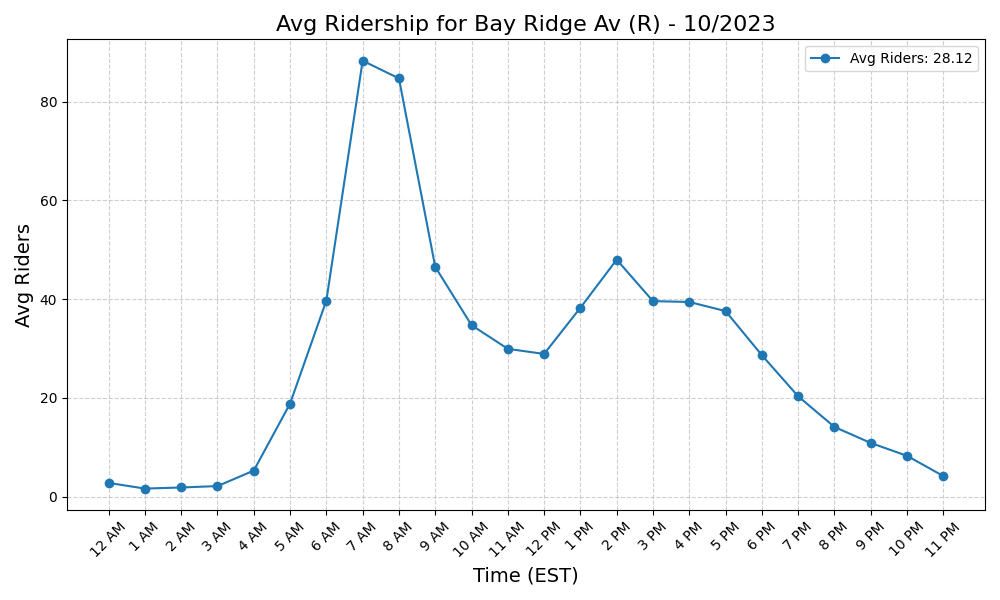 Avg Ridership for Bay Ridge Av (R) - 10/2023
Avg Riders: 28.12
Avg Riders
80
60
40
20
0
12 AM
1 AM
2 AM
3 AM
4 AM
5 AM
6 AM
7 AM
8 AM
9 AM
10 AM
11 AM
12 PM
1 PM
2 PM
3 PM
4 PM
5 PM
6 PM
7 PM
8 PM
9 PM
10 PM
11 PM
Time (EST)